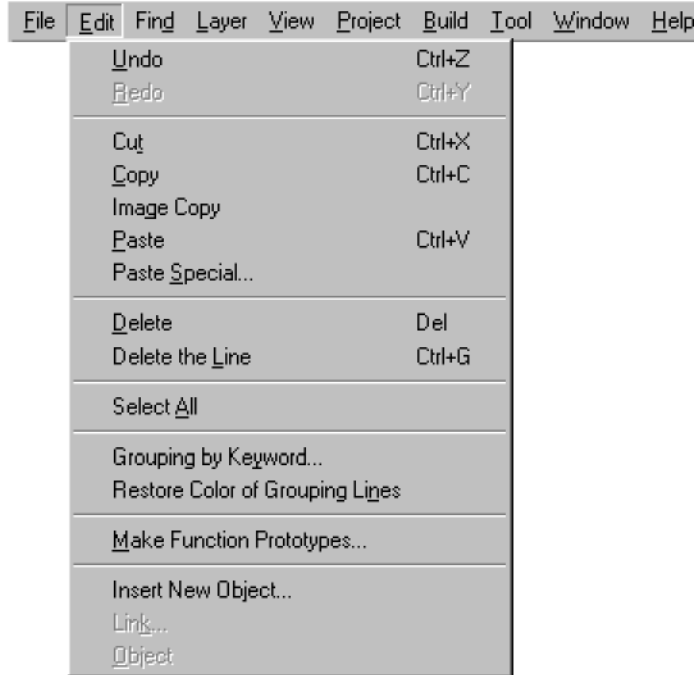 File Edit Find Layer View Project Build Tool Window Help
Undo Ctrl+Z
Redo Ctrl+Y
Cut Ctrl+X
Copy Ctrl+C
Image Copy
Paste Ctrl+V
Paste Special...
Delete Del
Delete the Line Ctrl+G
Select All
Grouping by Keyword...
Restore Color of Grouping Lines
Make Function Prototypes...
Insert New Object...
Link...
Object